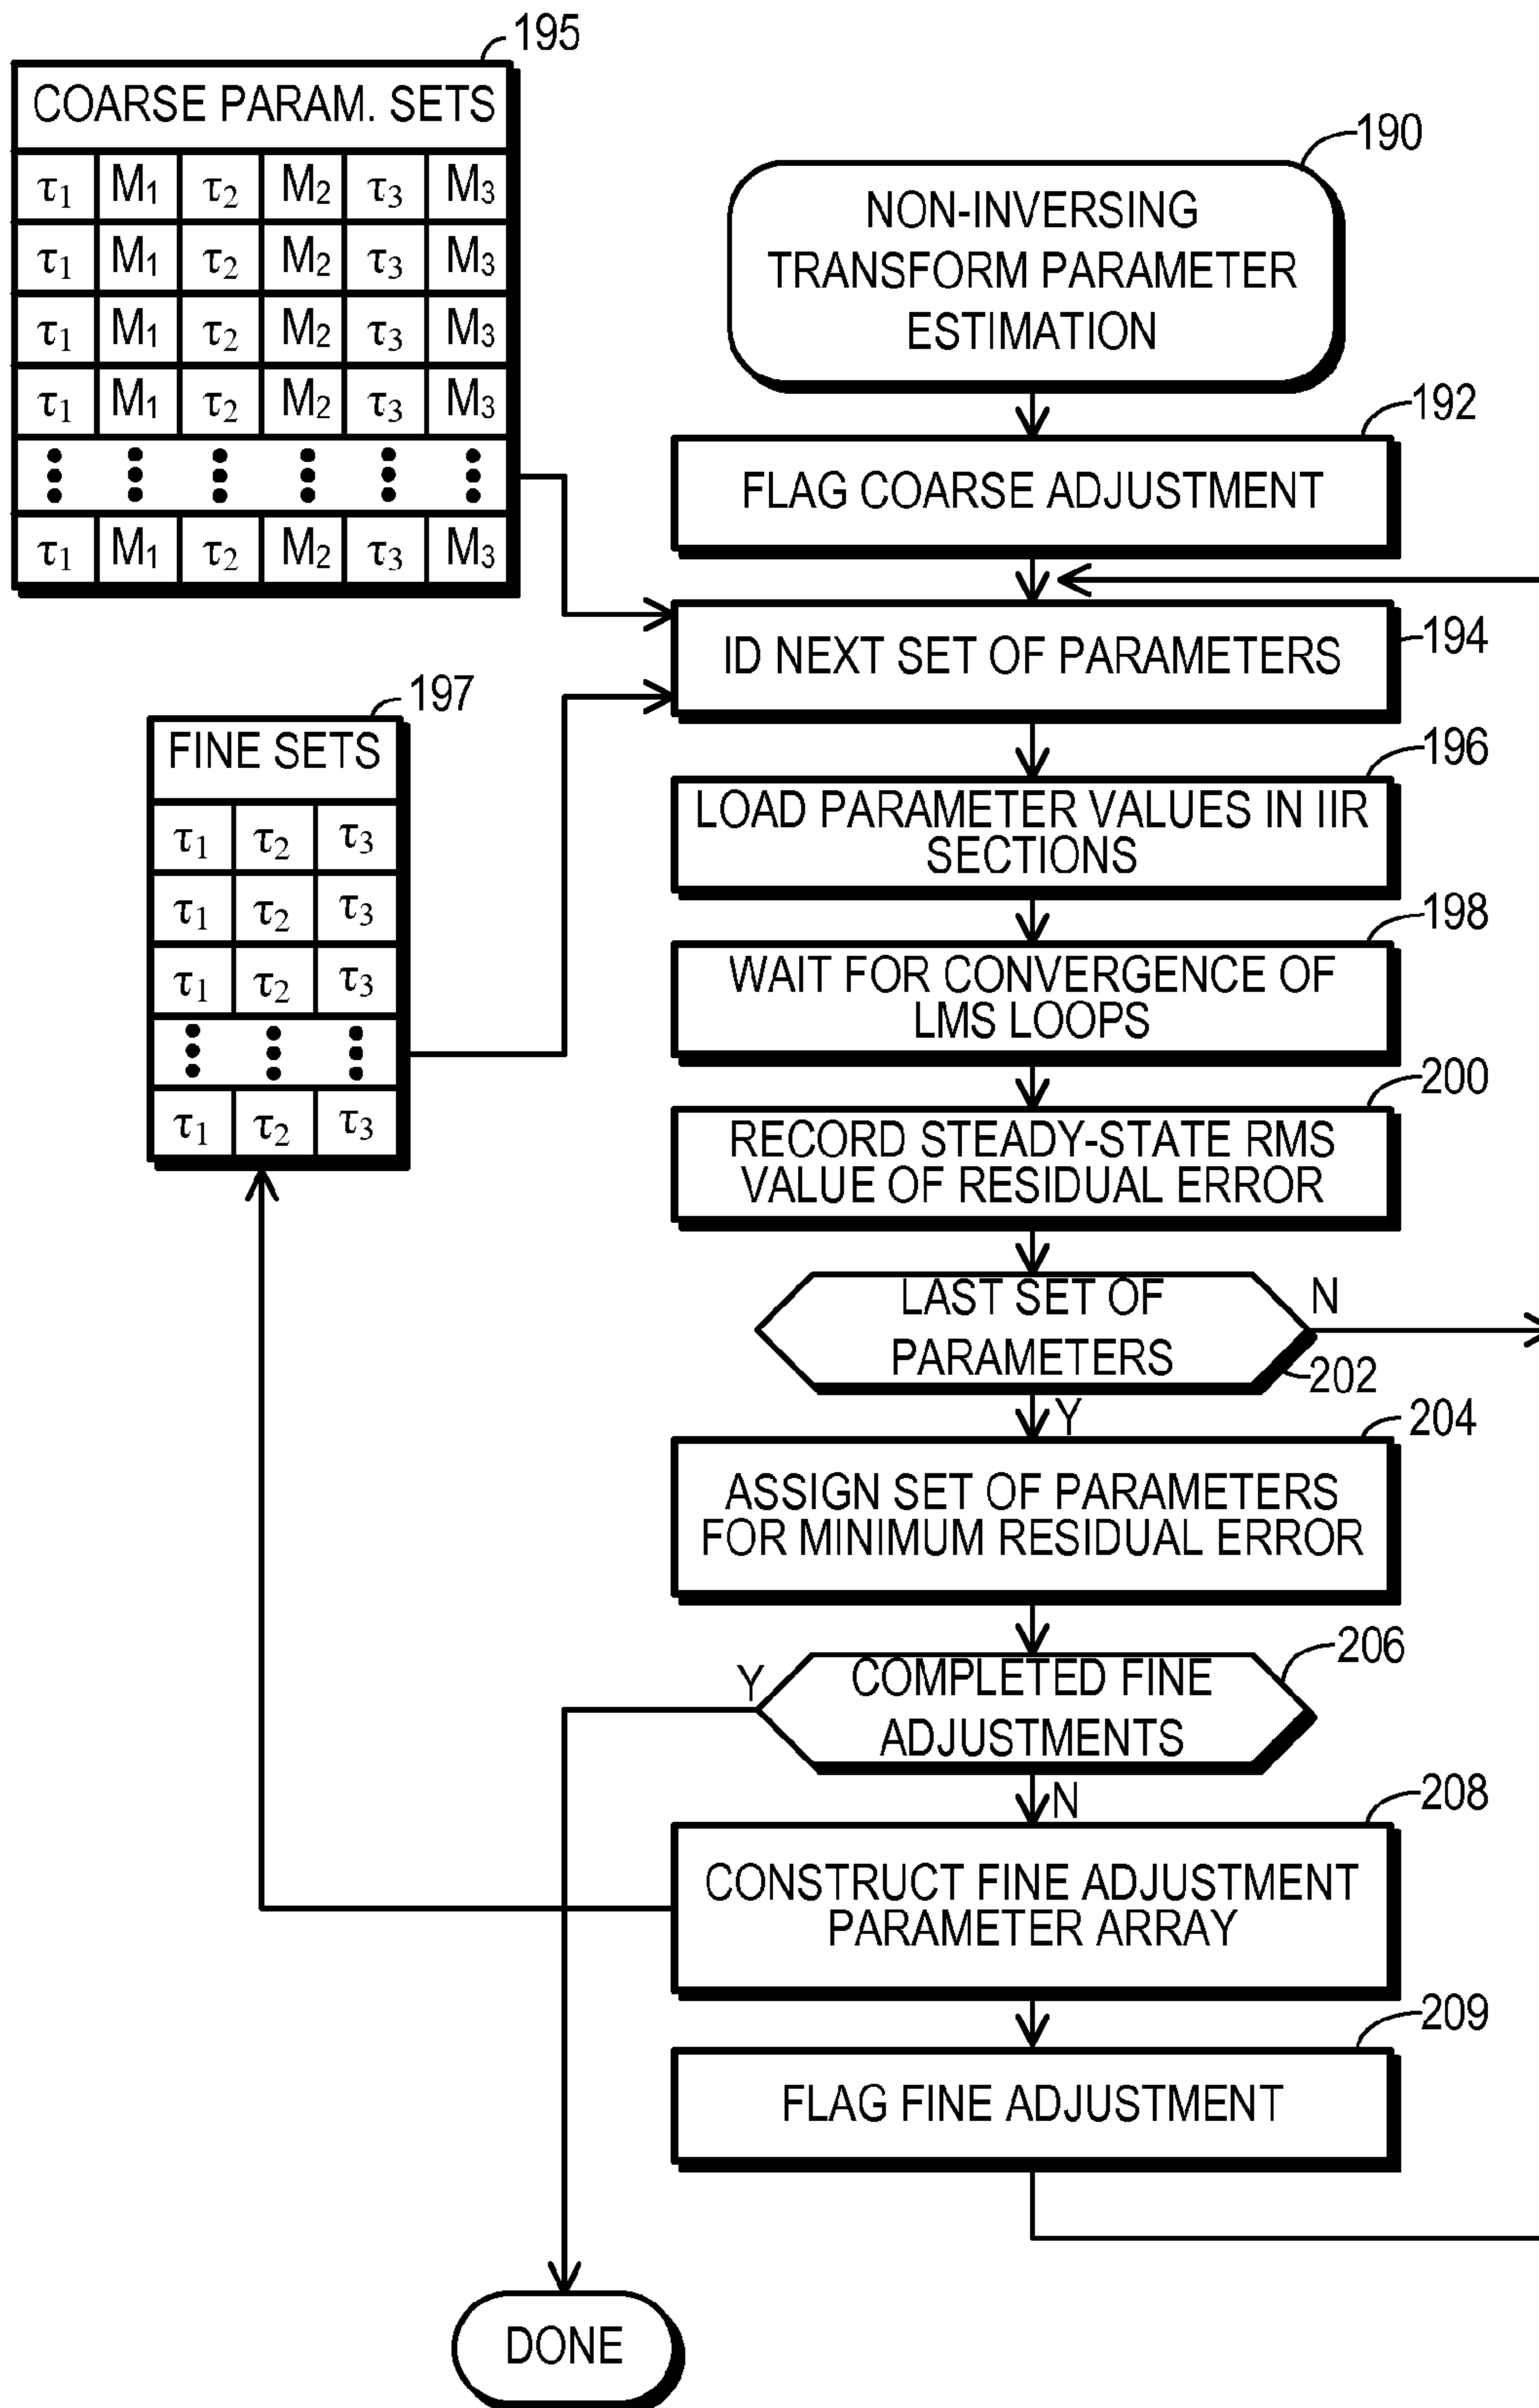 195
COARSE PARAM. SETS
τ1 M1 τ2 M2 τ3 M3
τ1 M1 τ2 M2 τ3 M3
τ1 M1 τ2 M2 τ3 M3
τ1 M1 τ2 M2 τ3 M3
τ1 M1 τ2 M2 τ3 M3
190
NON-INVERSING
TRANSFORM PARAMETER
ESTIMATION
192
FLAG COARSE ADJUSTMENT
194
ID NEXT SET OF PARAMETERS
197
FINE SETS
τ1 τ2 τ3
τ1 τ2 τ3
τ1 τ2 τ3
τ1 τ2 τ3
196
LOAD PARAMETER VALUES IN IIR
SECTIONS
198
WAIT FOR CONVERGENCE OF
LMS LOOPS
200
RECORD STEADY-STATE RMS
VALUE OF RESIDUAL ERROR
LAST SET OF
PARAMETERS
N
202
Y
204
ASSIGN SET OF PARAMETERS
FOR MINIMUM RESIDUAL ERROR
206
COMPLETED FINE
ADJUSTMENTS
Y
N
208
CONSTRUCT FINE ADJUSTMENT
PARAMETER ARRAY
209
FLAG FINE ADJUSTMENT
DONE